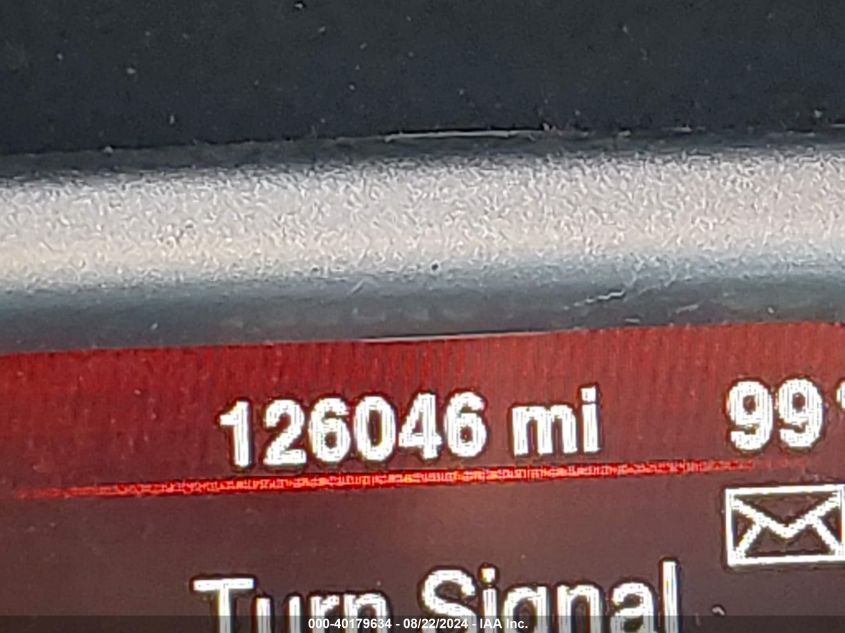 126046 mi 99°
Turn Signal
000-40179634 - 08/22/2024 - IAA Inc.